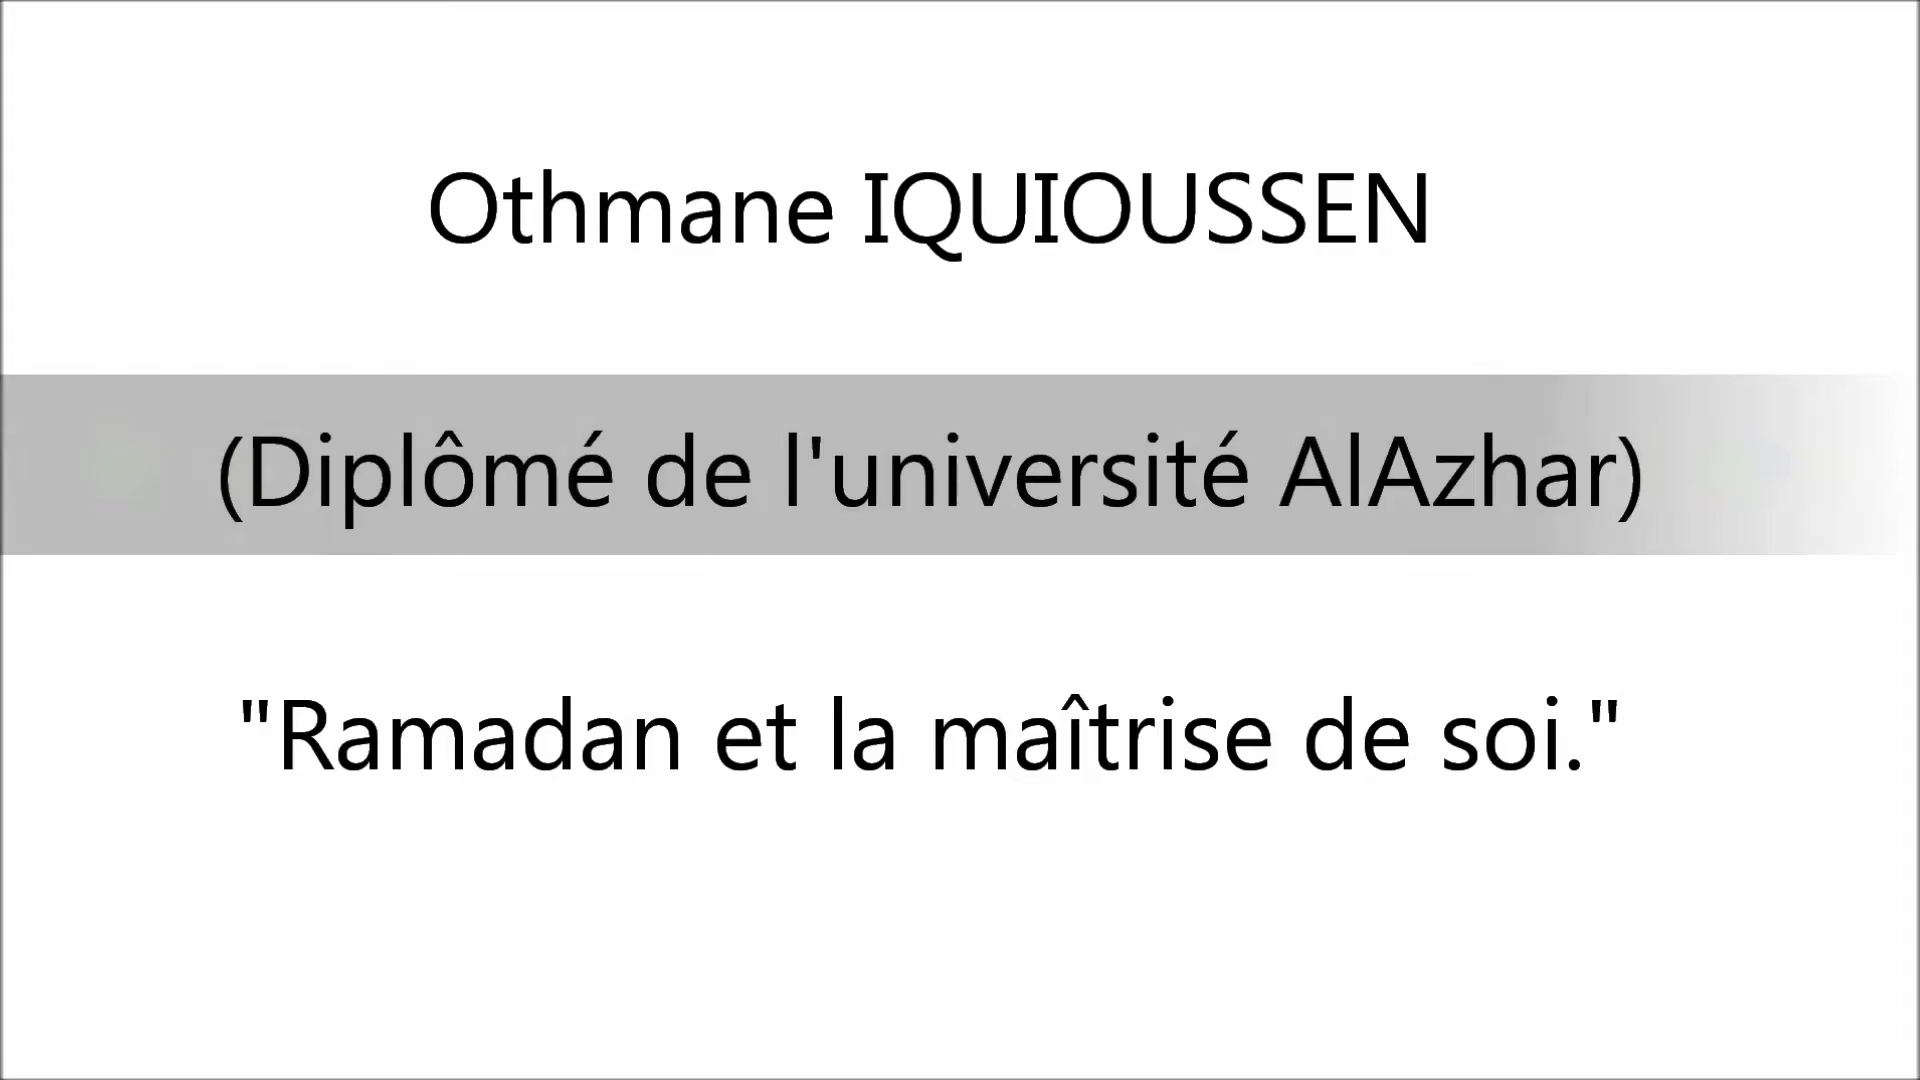 Othmane IQUIOUSSEN
(Diplômé de l'université AlAzhar)
"Ramadan et la maîtrise de soi."